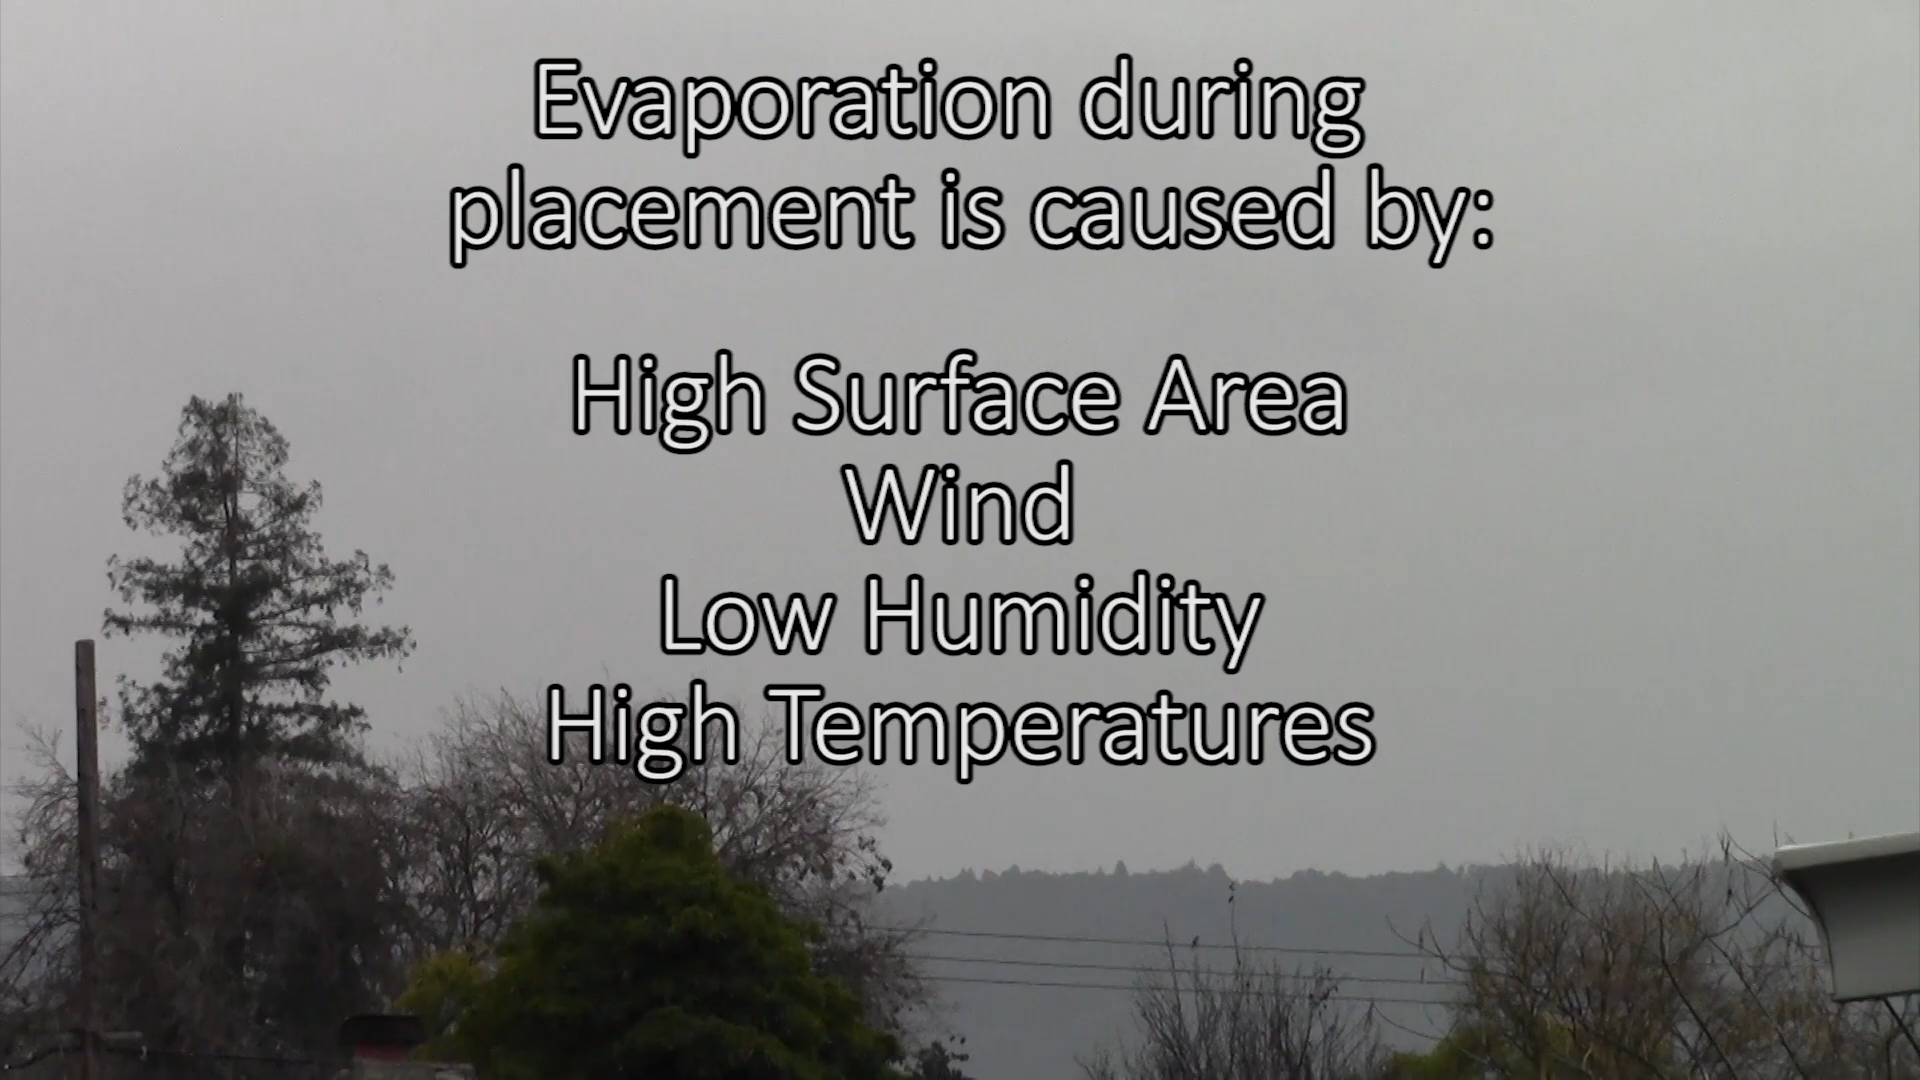 Evaporation during
placement is caused by:
High Surface Area
Wind
Low Humidity
High Temperatures